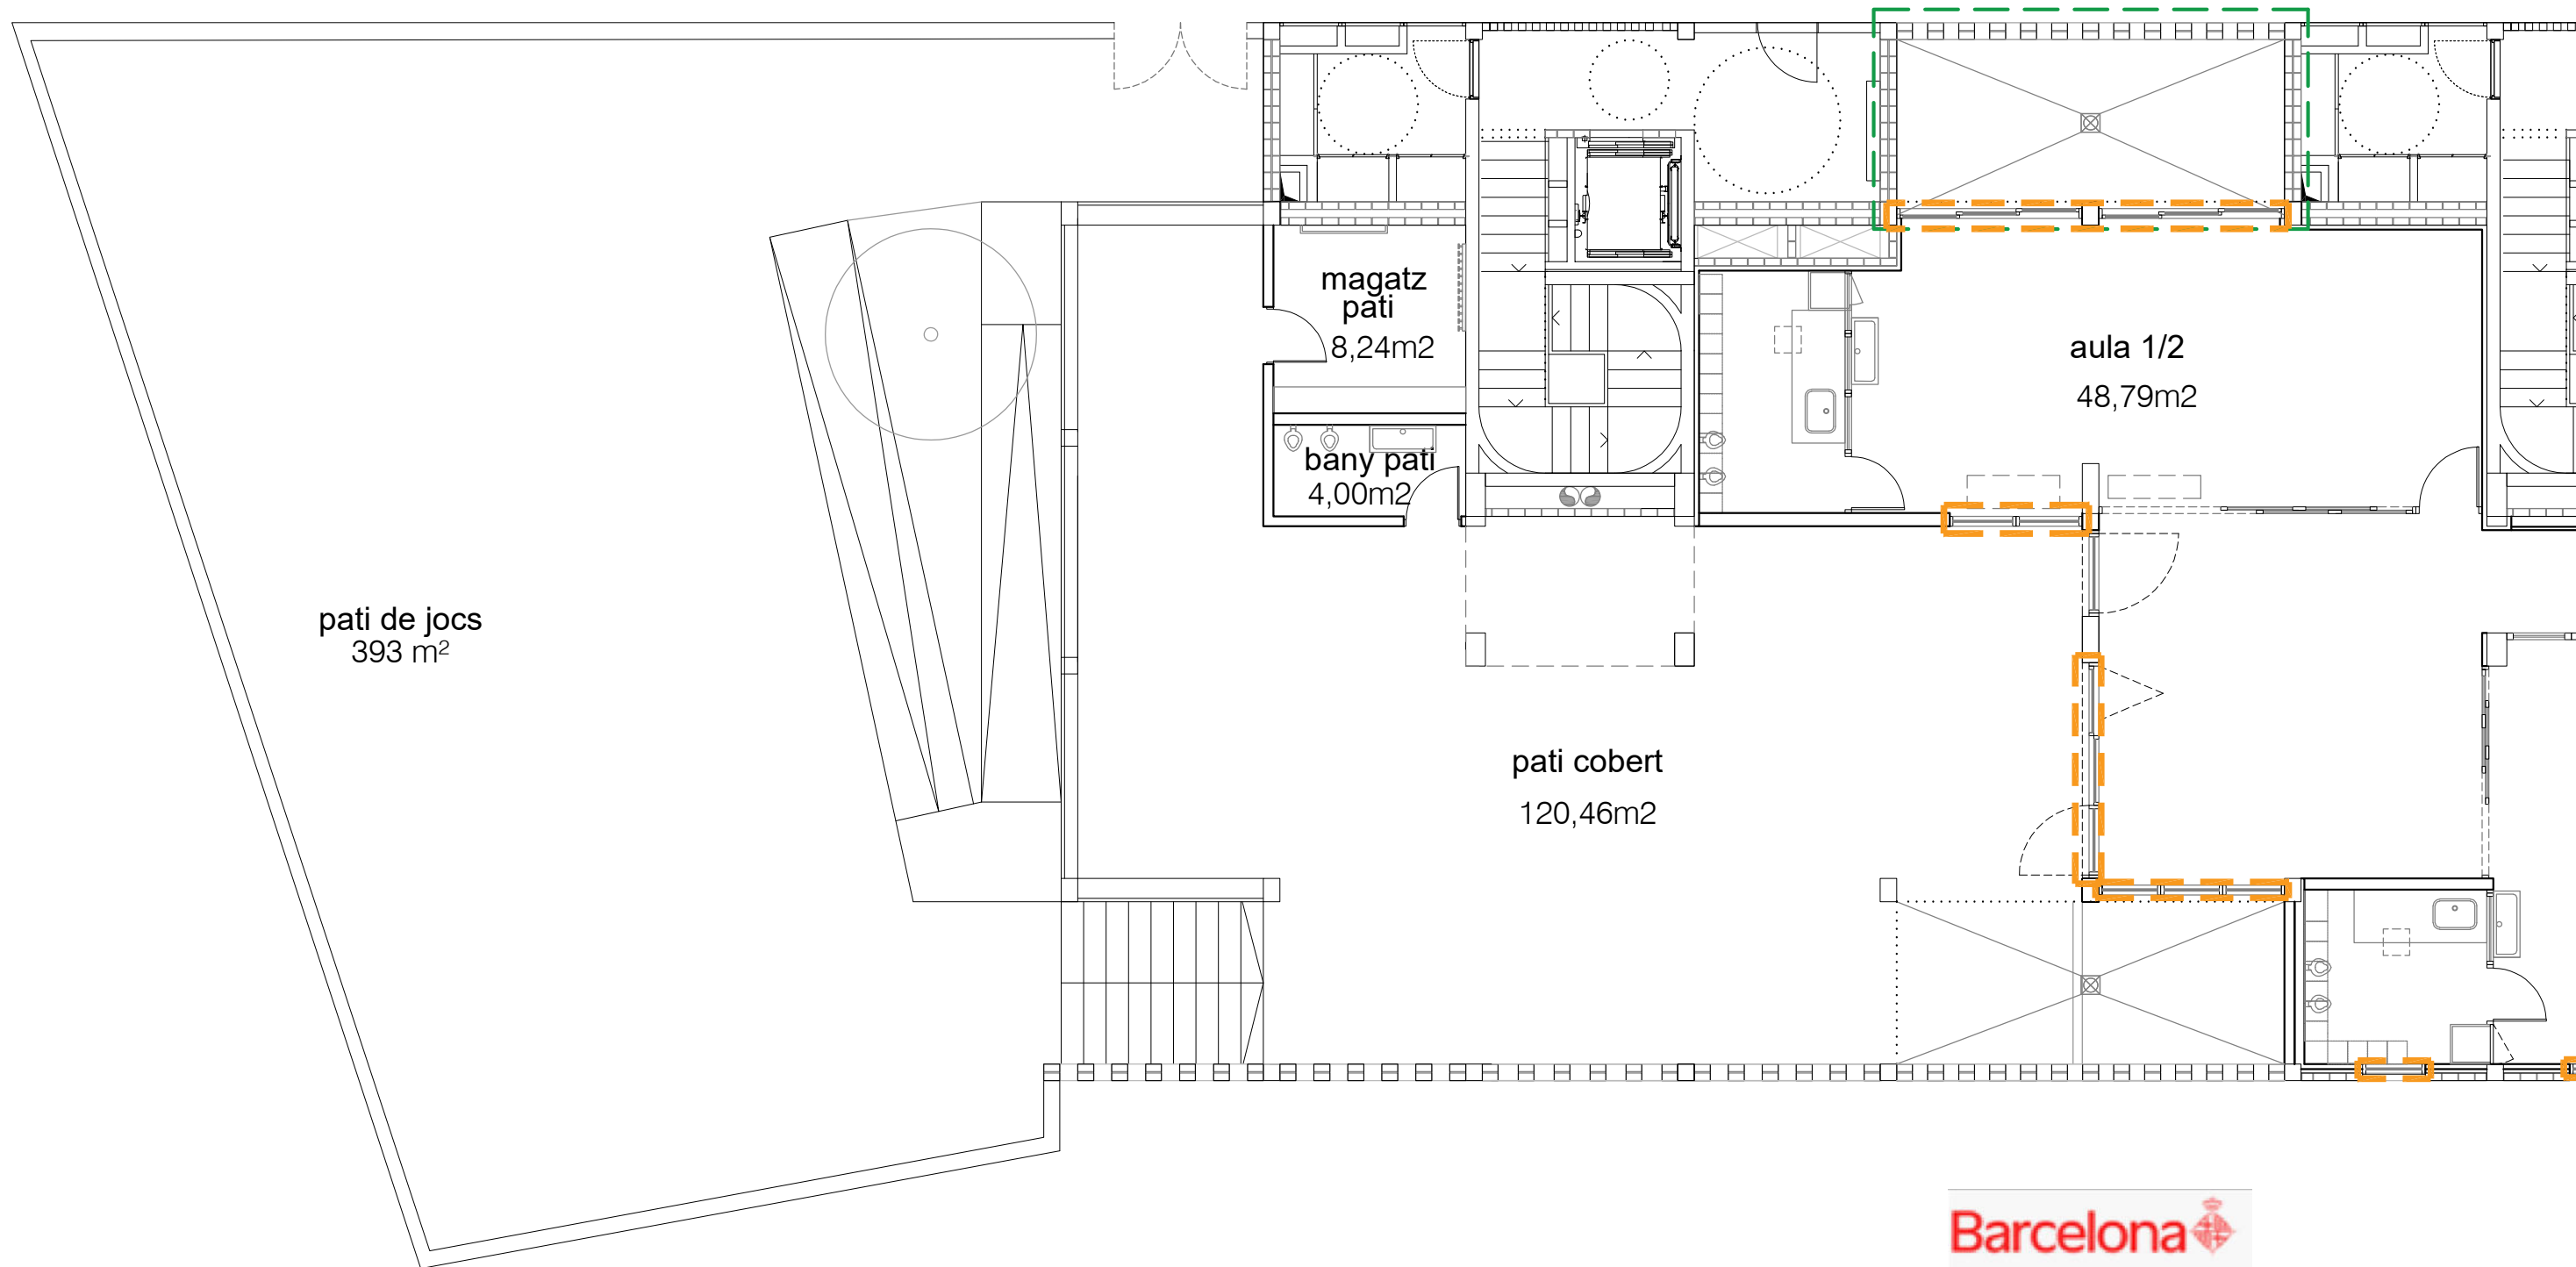 magatz
pati
8,24m2
aula 1/2
48,79m2
bany pati
4,00m2
pati de jocs
393 m²
pati cobert
120,46m2
Barcelona